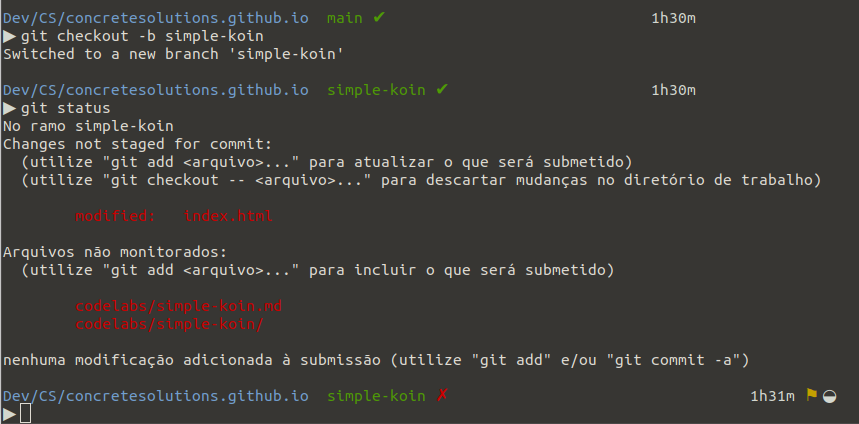 Dev/CS/concretesolutions.github.io main ✔ 1h30m
▶ git checkout -b simple-koin
Switched to a new branch 'simple-koin'
Dev/CS/concretesolutions.github.io simple-koin ✔ 1h30m
▶ git status
No ramo simple-koin
Changes not staged for commit:
(utilize "git add <arquivo>..." para atualizar o que será submetido)
(utilize "git checkout -- <arquivo>..." para descartar mudanças no diretório de trabalho)
modified: index.html
Arquivos não monitorados:
(utilize "git add <arquivo>..." para incluir o que será submetido)
codelabs/simple-koin.md
codelabs/simple-koin/
nenhuma modificação adicionada à submissão (utilize "git add" e/ou "git commit -a")
Dev/CS/concretesolutions.github.io simple-koin ✗ 1h31m ⚑ ◒
▶